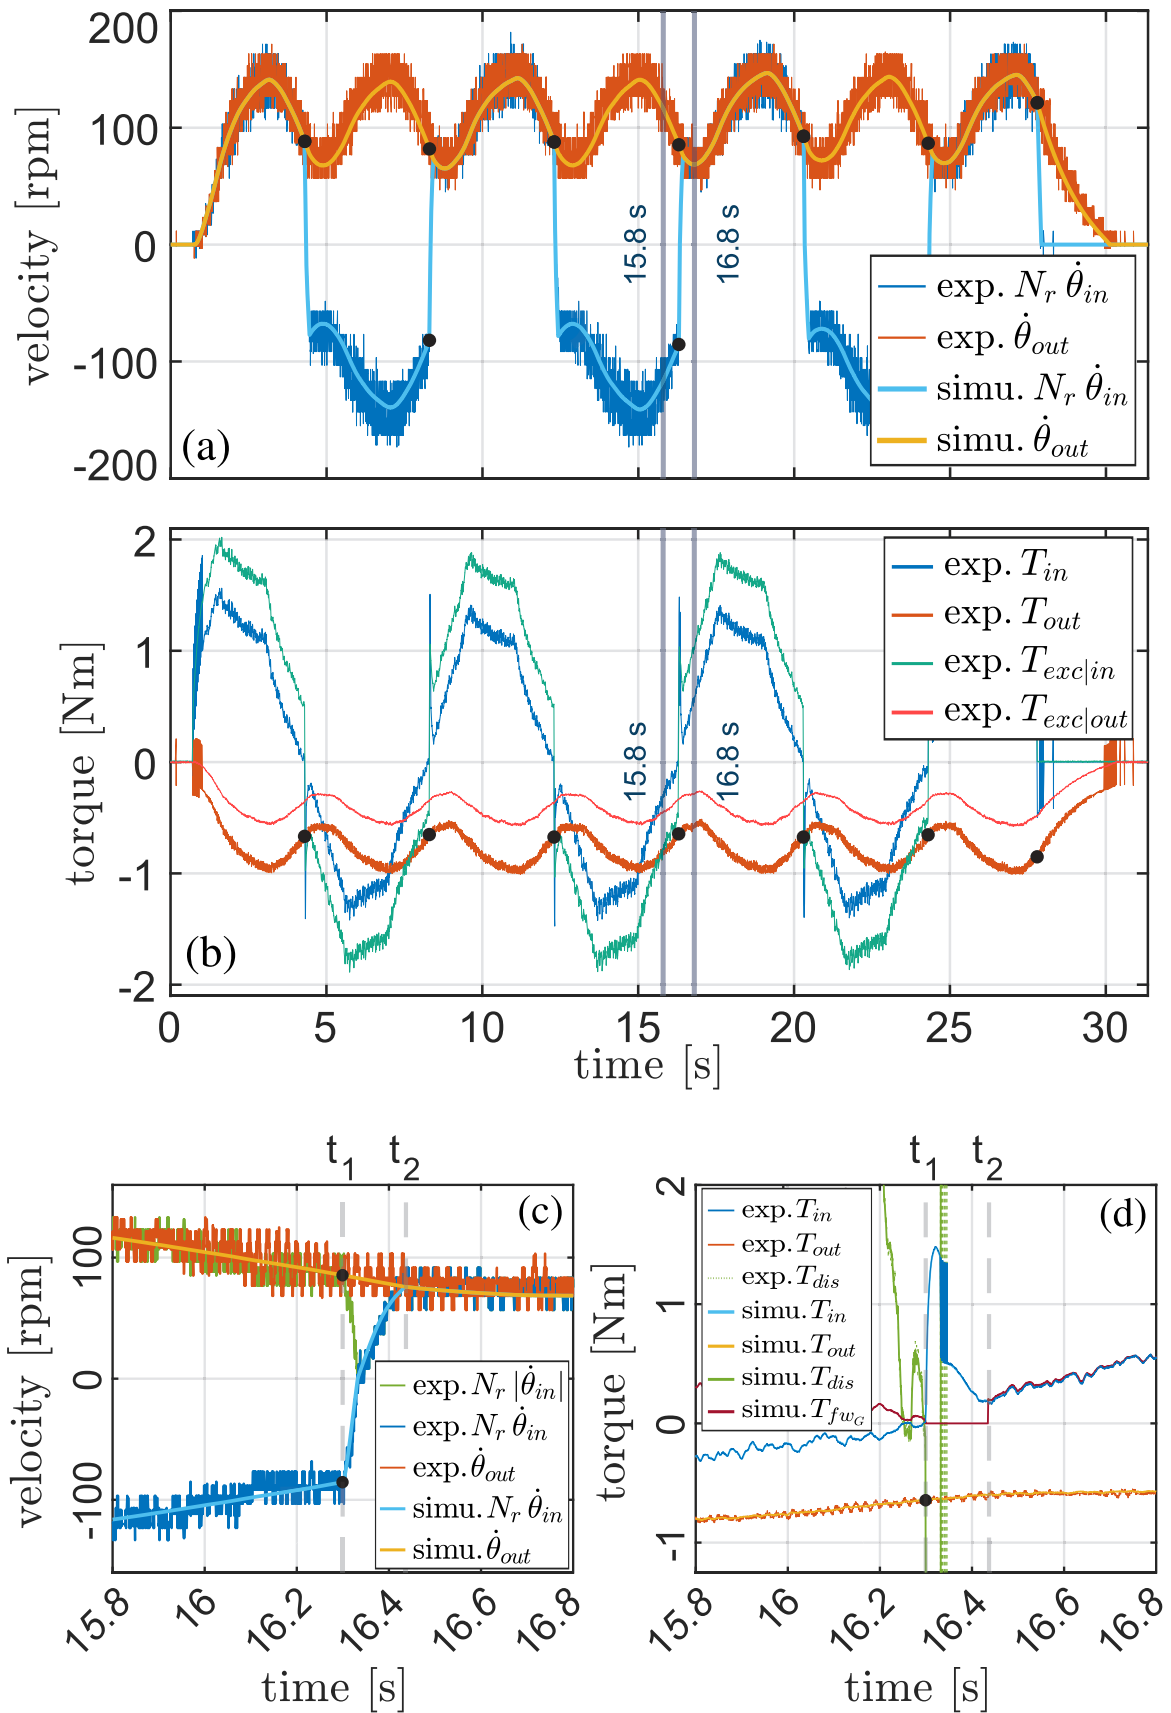 200
100
0
-100
-200
velocity [rpm]
15.8 s
16.8 s
(a)
exp. N_r θ̇_in
exp. θ̇_out
simu. N_r θ̇_in
simu. θ̇_out
2
1
0
-1
-2
torque [Nm]
15.8 s
16.8 s
(b)
exp. T_in
exp. T_out
exp. T_exc|in
exp. T_exc|out
0 5 10 15 20 25 30
time [s]
t_1 t_2
100
0
-100
velocity [rpm]
(c)
exp. N_r |θ̇_in|
exp. N_r θ̇_in
exp. θ̇_out
simu. N_r θ̇_in
simu. θ̇_out
15.8 16 16.2 16.4 16.6 16.8
time [s]
t_1 t_2
2
1
0
-1
torque [Nm]
(d)
exp. T_in
exp. T_out
exp. T_dis
simu. T_in
simu. T_out
simu. T_dis
simu. T_fw_G
15.8 16 16.2 16.4 16.6 16.8
time [s]